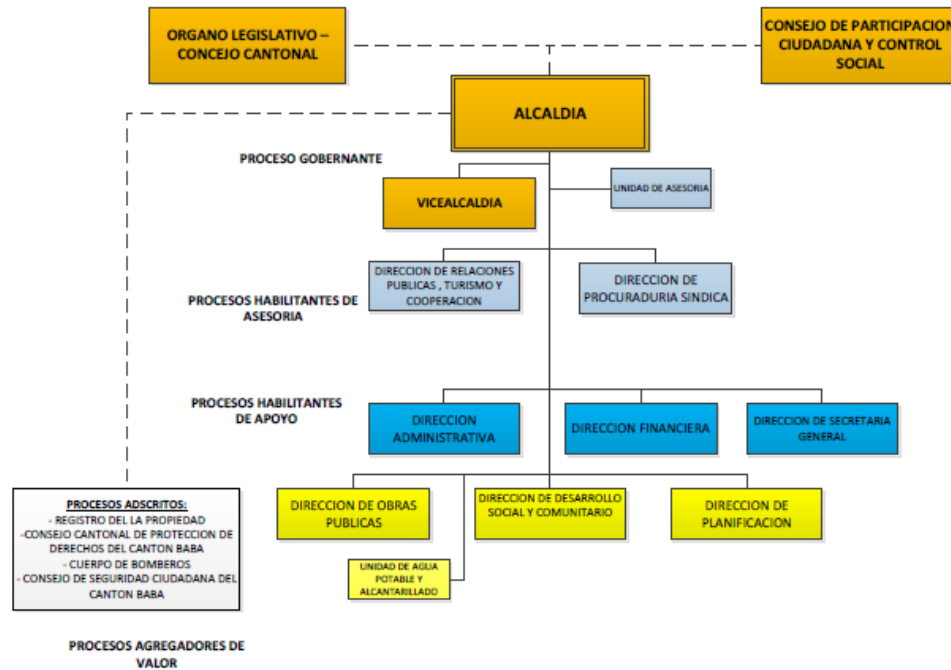 ORGANO LEGISLATIVO –
CONCEJO CANTONAL
CONSEJO DE PARTICIPACION
CIUDADANA Y CONTROL
SOCIAL
ALCALDIA
PROCESO GOBERNANTE
VICEALCALDIA
UNIDAD DE ASESORIA
DIRECCION DE RELACIONES
PUBLICAS , TURISMO Y
COOPERACION
DIRECCION DE
PROCURADURIA SINDICA
PROCESOS HABILITANTES DE
ASESORIA
PROCESOS HABILITANTES
DE APOYO
DIRECCION
ADMINISTRATIVA
DIRECCION FINANCIERA
DIRECCION DE SECRETARIA
GENERAL
DIRECCION DE OBRAS
PUBLICAS
DIRECCION DE DESARROLLO
SOCIAL Y COMUNITARIO
DIRECCION DE
PLANIFICACION
UNIDAD DE AGUA
POTABLE Y
ALCANTARILLADO
PROCESOS ADSCRITOS:
- REGISTRO DEL LA PROPIEDAD
-CONSEJO CANTONAL DE PROTECCION DE
DERECHOS DEL CANTON BABA
- CUERPO DE BOMBEROS
- CONSEJO DE SEGURIDAD CIUDADANA DEL
CANTON BABA
PROCESOS AGREGADORES DE
VALOR